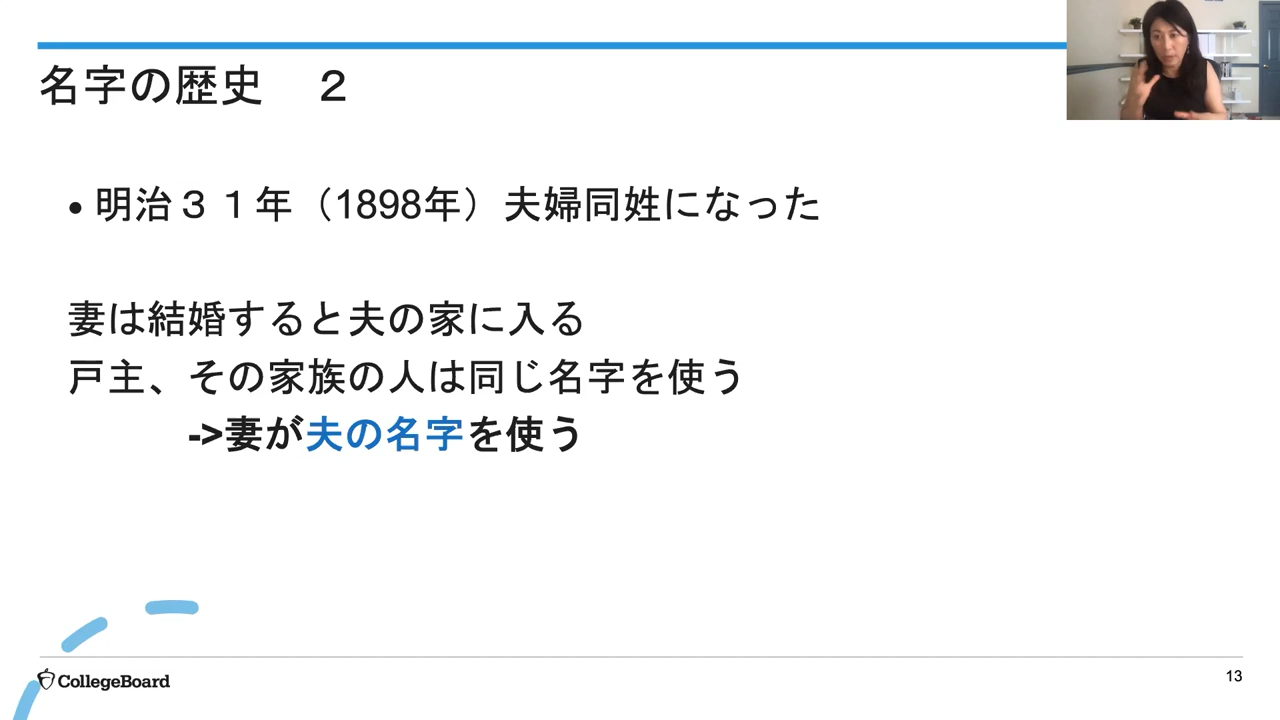 名字の歴史　２
• 明治３１年（1898年）夫婦同姓になった
妻は結婚すると夫の家に入る
戸主、その家族の人は同じ名字を使う
->妻が夫の名字を使う
CollegeBoard
13